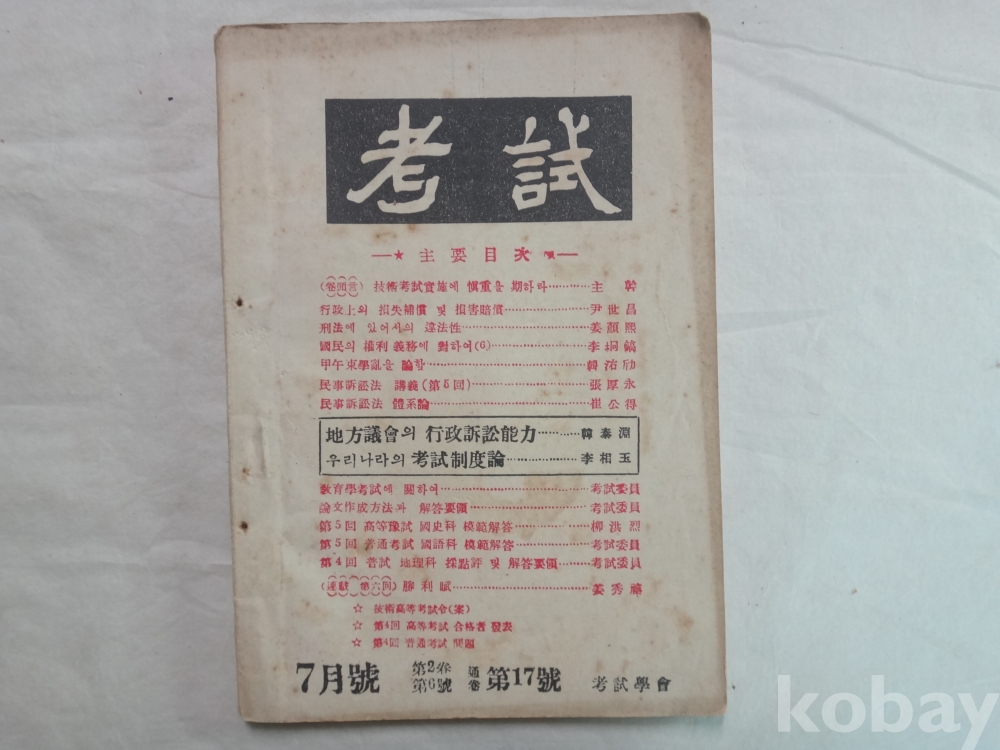 考試
—★ 主要目次 ★—
(卷頭言) 技術考試實施에 愼重을 期하라…………主幹
行政上의 損失補償 및 損害賠償…………尹世昌
刑法에 있어서의 違法性…………姜顔熙
國民의 權利義務에 對하여(6)…………李坰鎬
甲午東學亂을 論함…………韓沽劤
民事訴訟法 講義(第5回)…………張厚永
民事訴訟法 體系論…………崔公得
地方議會의 行政訴訟能力…………韓泰淵
우리나라의 考試制度論…………李相玉
敎育學考試에 關하여…………考試委員
論文作成方法과 解答要領…………考試委員
第5回 高等豫試 國史科 模範解答…………柳洪烈
第5回 普通考試 國語科 模範解答…………考試委員
第4回 普試 地理科 採點評 및 解答要領……考試委員
(連載 第六回) 勝利賦…………姜秀
☆ 技術高等考試令(案)
☆ 第4回 高等考試 合格者 發表
☆ 第4回 普通考試 問題
7月號 第2卷 第6號 通卷 第17號 考試學會
kobay